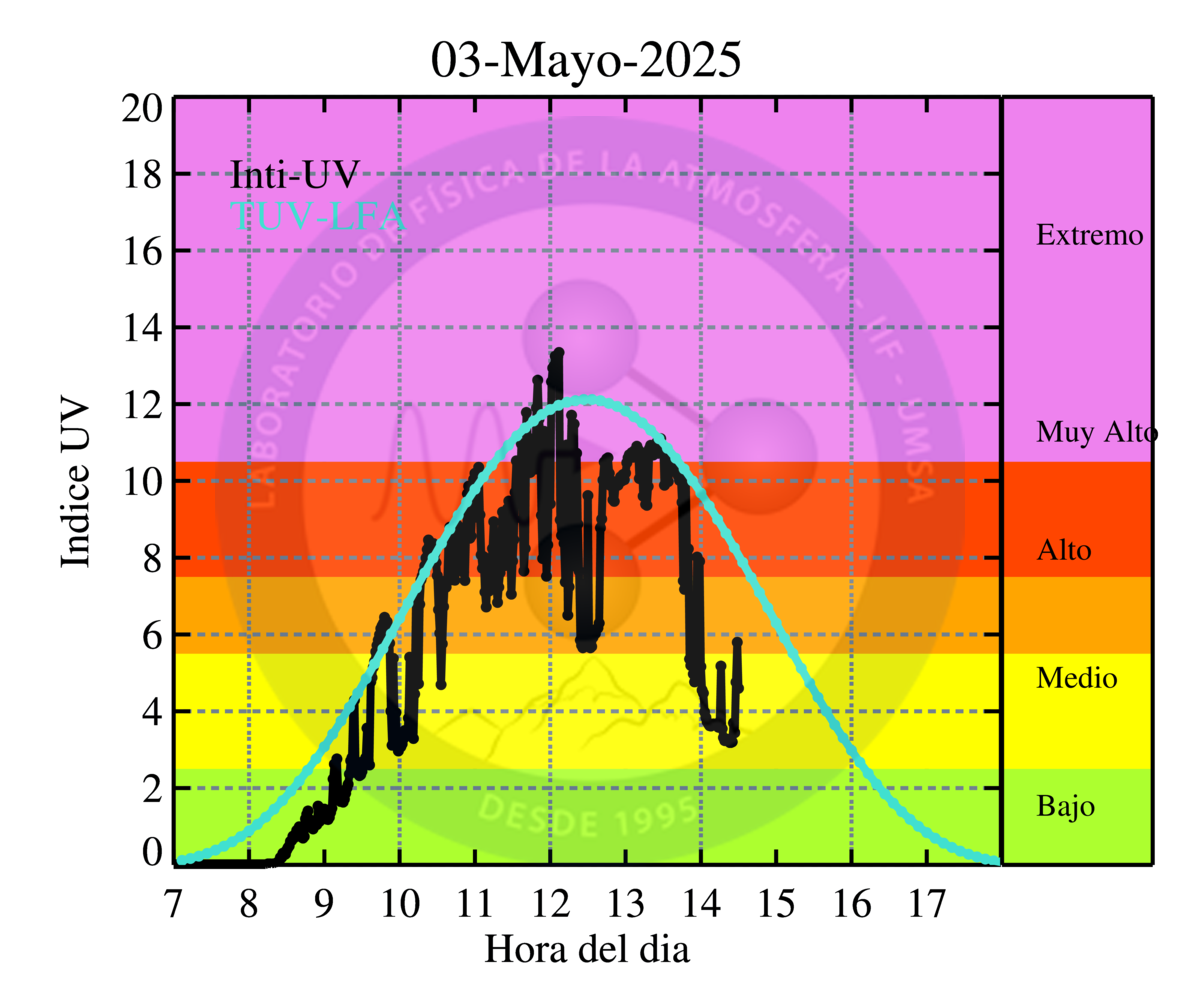 03-Mayo-2025
Inti-UV
TUV-LFA
LABORATORIO DE FÍSICA DE LA ATMÓSFERA - IIF - UMSA
DESDE 1995
Indice UV
20
18
16
14
12
10
8
6
4
2
0
Extremo
Muy Alto
Alto
Medio
Bajo
7 8 9 10 11 12 13 14 15 16 17
Hora del dia